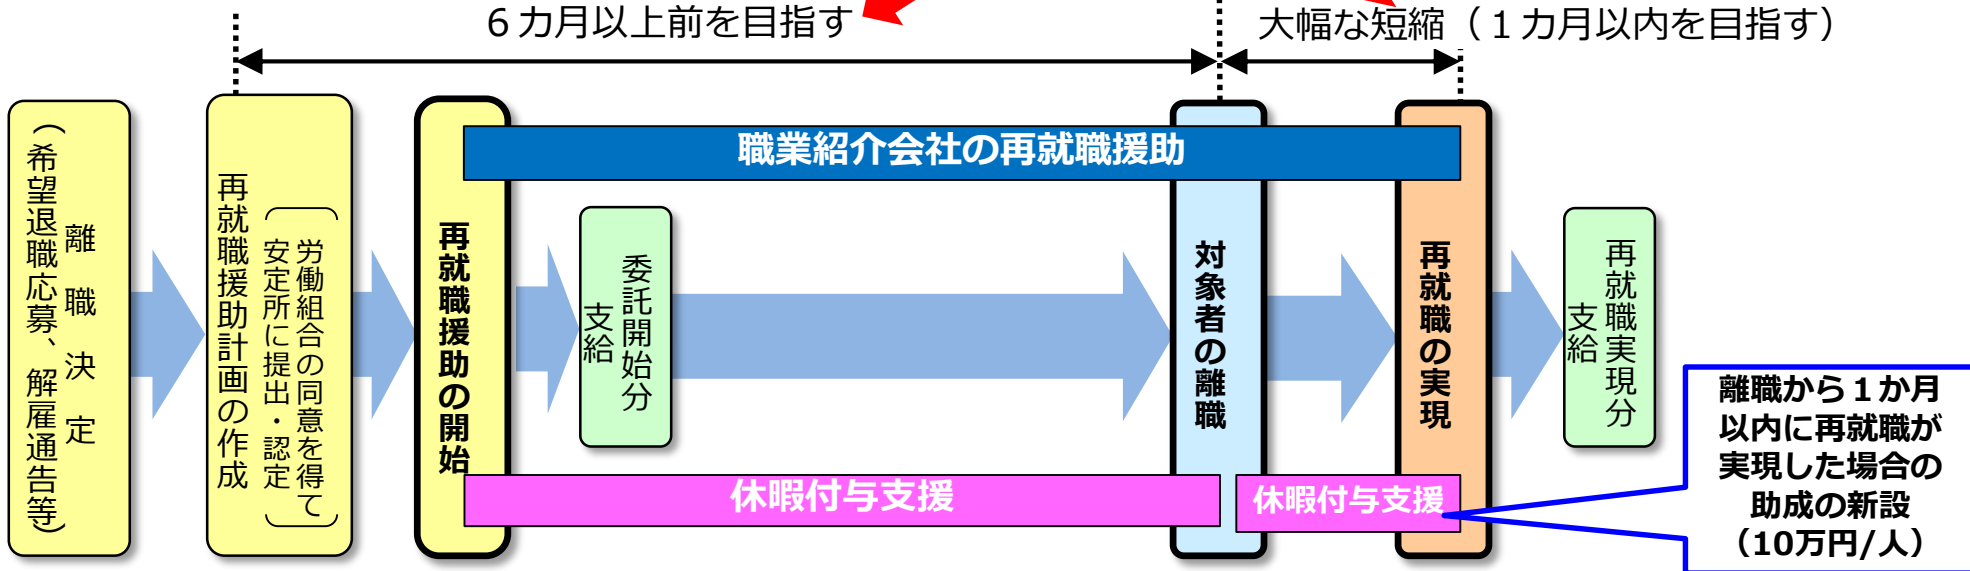 ６カ月以上前を目指す
大幅な短縮（１カ月以内を目指す）
離職決定
（希望退職応募、解雇通告等）
再就職援助計画の作成
労働組合の同意を得て
安定所に提出・認定
再就職援助の開始
職業紹介会社の再就職援助
委託開始分
支給
対象者の離職
再就職の実現
再就職実現分
支給
休暇付与支援
休暇付与支援
離職から１か月
以内に再就職が
実現した場合の
助成の新設
（10万円/人）